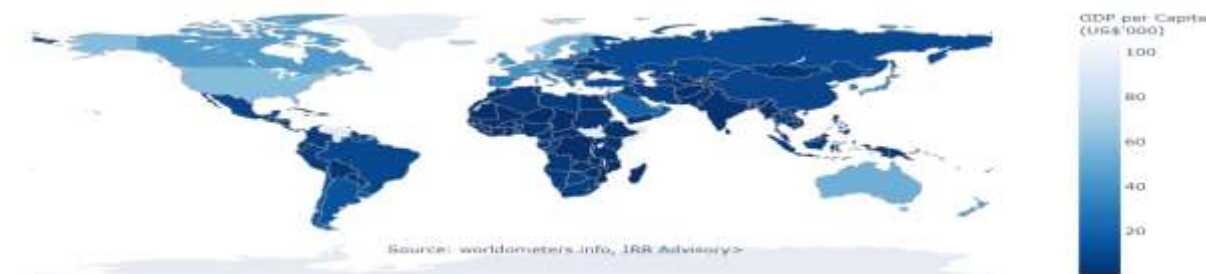 GDP per Capita
(US$'000)
100
80
60
40
20
Source: worldometers.info, IRR Advisory>